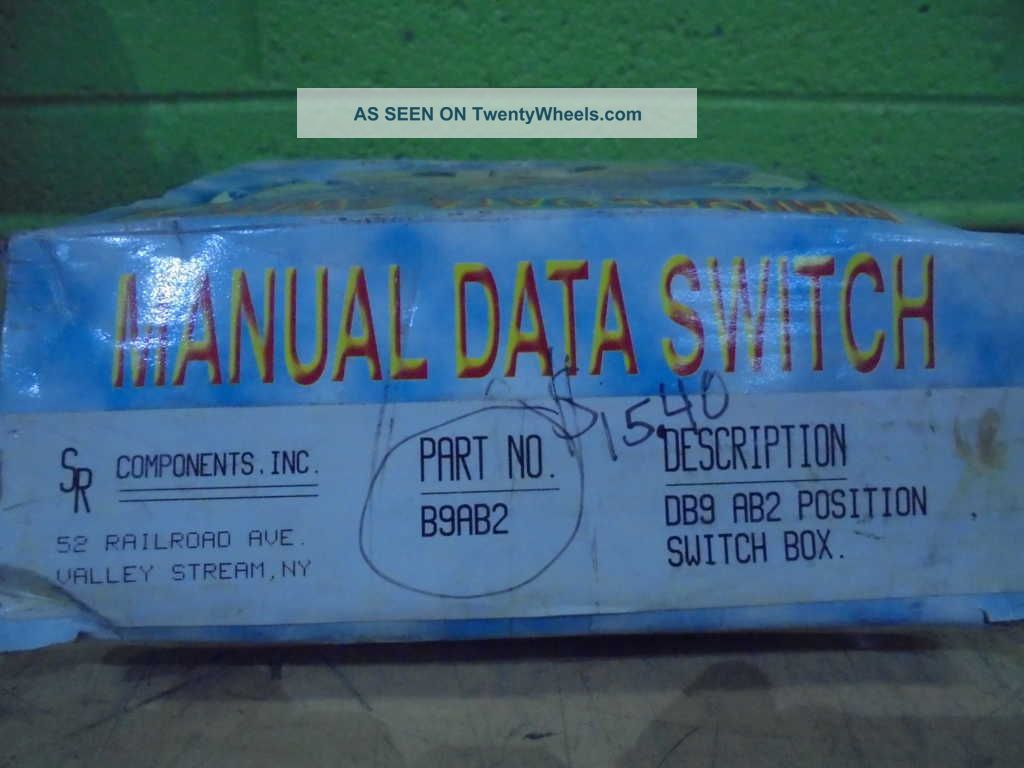 AS SEEN ON TwentyWheels.com
MANUAL DATA SWITCH
$15.40
SR COMPONENTS, INC.
52 RAILROAD AVE.
VALLEY STREAM, NY
PART NO.
B9AB2
DESCRIPTION
DB9 AB2 POSITION
SWITCH BOX.